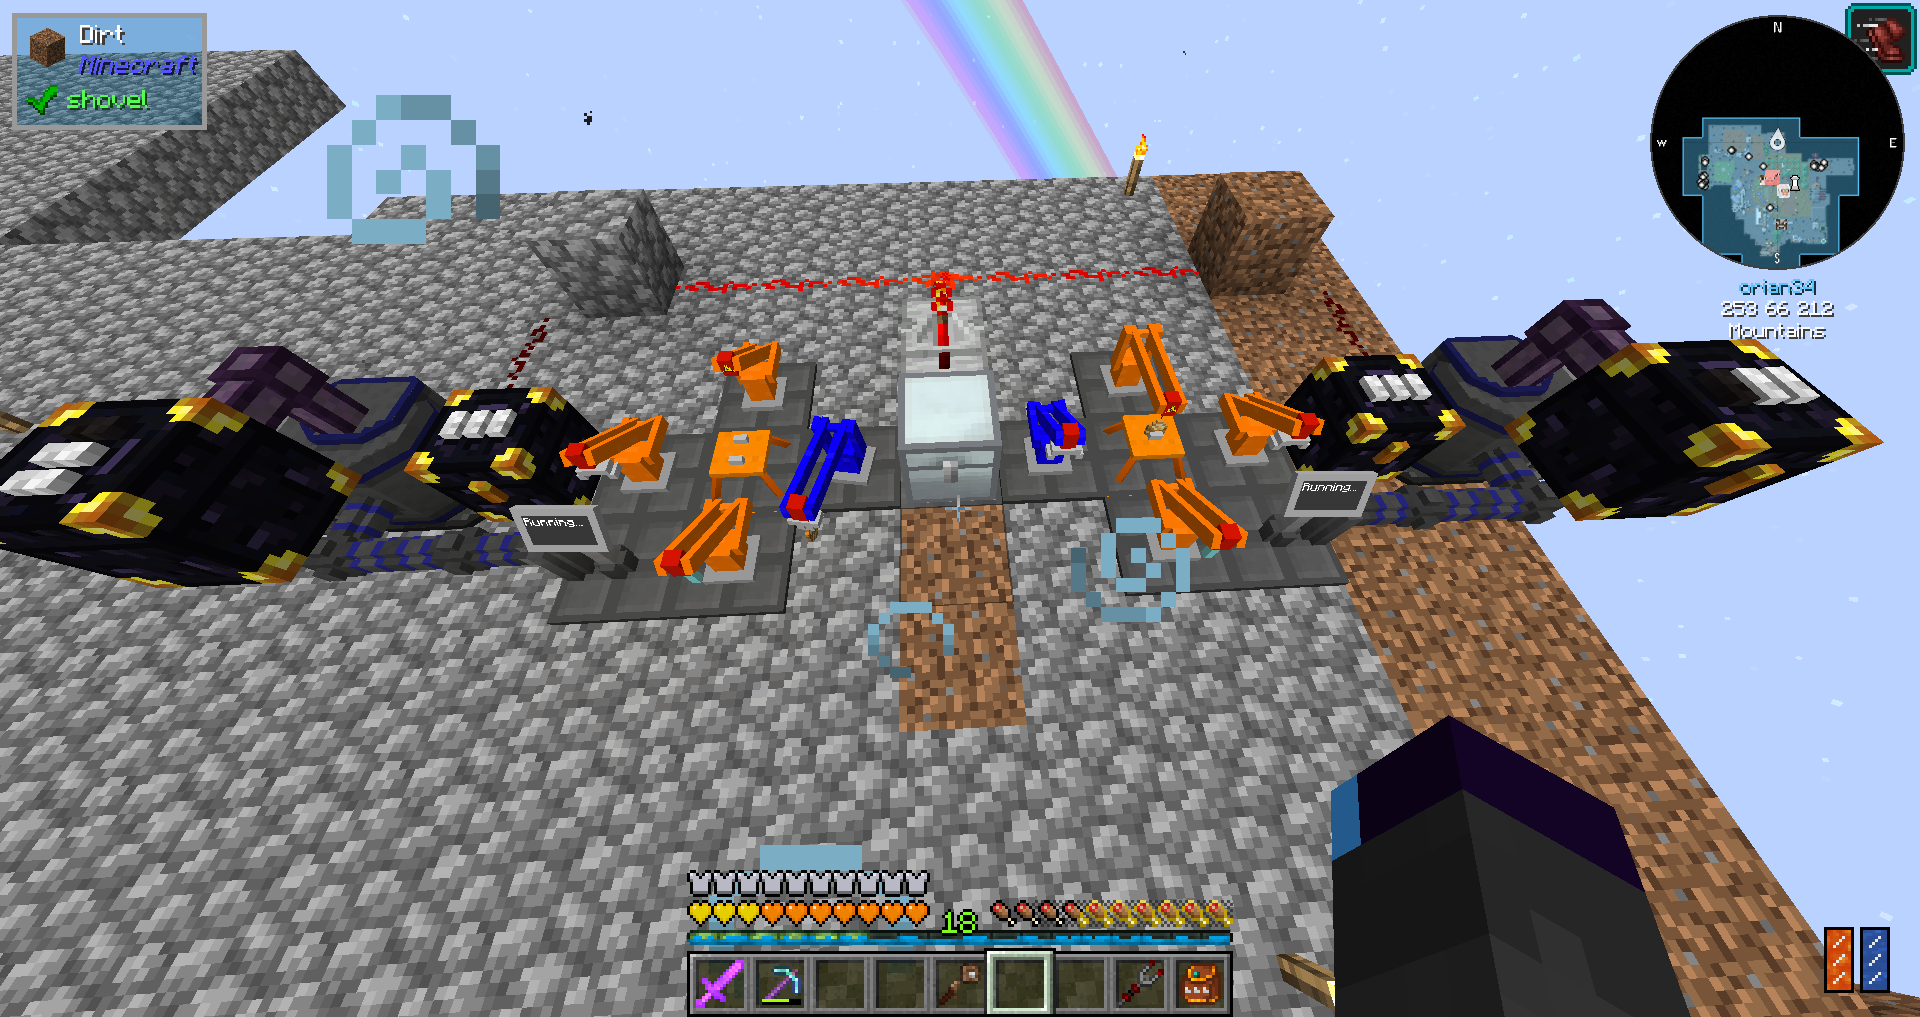 Dirt
Minecraft
shovel
N
W
E
S
orian34
253 66 212
Mountains
Running...
Running...
18